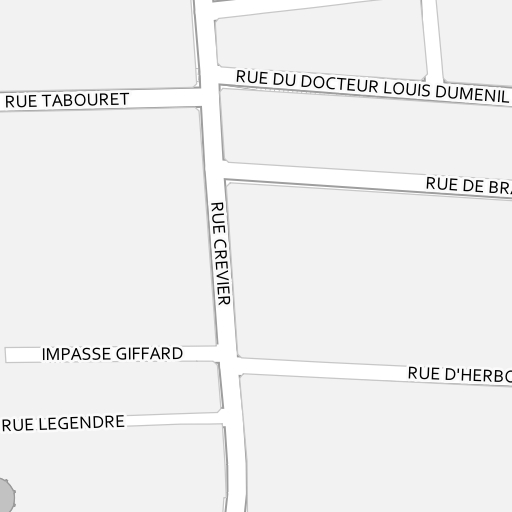 RUE DU DOCTEUR LOUIS DUMENIL
RUE TABOURET
RUE DE BRA
RUE CREVIER
IMPASSE GIFFARD
RUE D'HERBO
RUE LEGENDRE